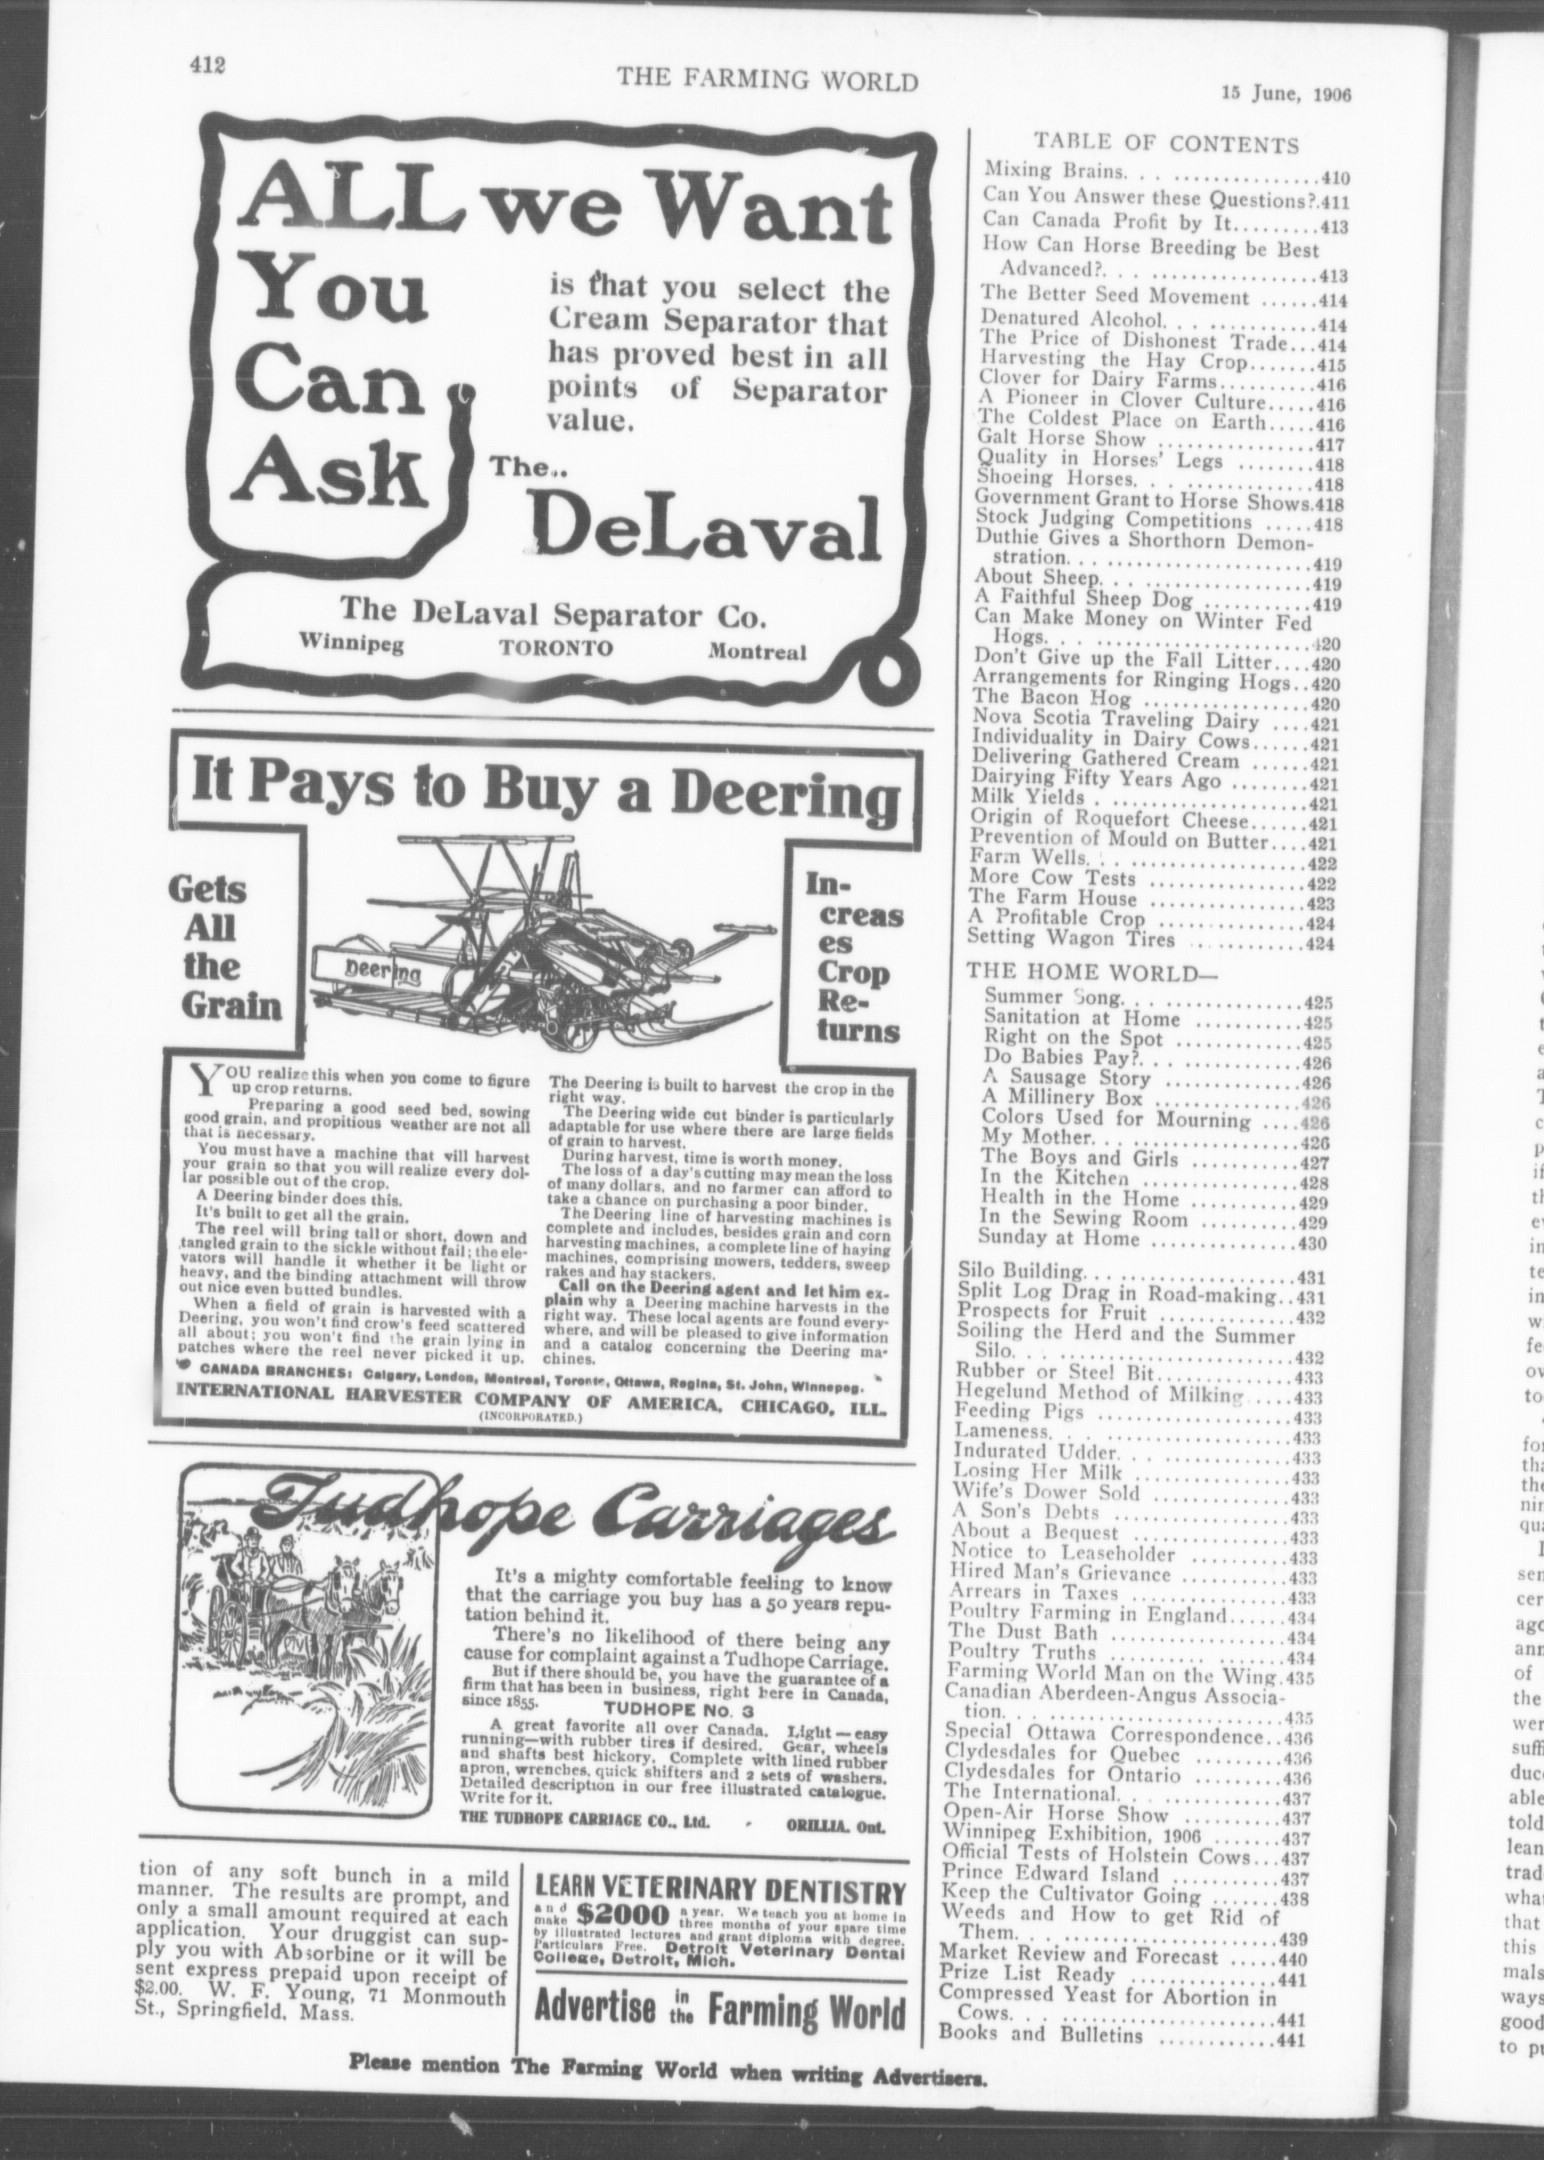 412
THE FARMING WORLD
15 June, 1906
ALL we Want
You
Can
Ask
is that you select the
Cream Separator that
has proved best in all
points of Separator
value.
The..
DeLaval
The DeLaval Separator Co.
Winnipeg TORONTO Montreal
It Pays to Buy a Deering
Gets
All
the
Grain
Deering
In-
creas
es
Crop
Re-
turns
YOU realize this when you come to figure
up crop returns.
Preparing a good seed bed, sowing
good grain, and propitious weather are not all
that is necessary.
You must have a machine that will harvest
your grain so that you will realize every dol-
lar possible out of the crop.
A Deering binder does this.
It's built to get all the grain.
The reel will bring tall or short, down and
tangled grain to the sickle without fail; the ele-
vators will handle it whether it be light or
heavy, and the binding attachment will throw
out nice even butted bundles.
When a field of grain is harvested with a
Deering, you won't find crow's feed scattered
all about; you won't find the grain lying in
patches where the reel never picked it up.
The Deering is built to harvest the crop in the
right way.
The Deering wide cut binder is particularly
adaptable for use where there are large fields
of grain to harvest.
During harvest, time is worth money.
The loss of a day's cutting may mean the loss
of many dollars, and no farmer can afford to
take a chance on purchasing a poor binder.
The Deering line of harvesting machines is
complete and includes, besides grain and corn
harvesting machines, a complete line of haying
machines, comprising mowers, tedders, sweep
rakes and hay stackers.
Call on the Deering agent and let him ex-
plain why a Deering machine harvests in the
right way. These local agents are found every-
where, and will be pleased to give information
and a catalog concerning the Deering ma-
chines.
CANADA BRANCHES: Calgary, London, Montreal, Toronto, Ottawa, Regina, St. John, Winnepeg.
INTERNATIONAL HARVESTER COMPANY OF AMERICA, CHICAGO, ILL.
(INCORPORATED.)
Tudhope Carriages
It's a mighty comfortable feeling to know
that the carriage you buy has a 50 years repu-
tation behind it.
There's no likelihood of there being any
cause for complaint against a Tudhope Carriage.
But if there should be, you have the guarantee of a
firm that has been in business, right here in Canada,
since 1855.
TUDHOPE No. 3
A great favorite all over Canada. Light—easy
running—with rubber tires if desired. Gear, wheels
and shafts best hickory. Complete with lined rubber
apron, wrenches, quick shifters and 2 sets of washers.
Detailed description in our free illustrated catalogue.
Write for it.
THE TUDHOPE CARRIAGE CO., Ltd. - ORILLIA, Ont.
tion of any soft bunch in a mild
manner. The results are prompt, and
only a small amount required at each
application. Your druggist can sup-
ply you with Absorbine or it will be
sent express prepaid upon receipt of
$2.00. W. F. Young, 71 Monmouth
St., Springfield, Mass.
LEARN VETERINARY DENTISTRY
and make $2000 a year. We teach you at home in
three months of your spare time
by illustrated lectures and grant diploma with degree.
Particulars Free. Detroit Veterinary Dental
College, Detroit, Mich.
Advertise in the Farming World
TABLE OF CONTENTS
Mixing Brains. . . ...............410
Can You Answer these Questions?.411
Can Canada Profit by It.........413
How Can Horse Breeding be Best
Advanced?. . . .................413
The Better Seed Movement ......414
Denatured Alcohol. . . ............414
The Price of Dishonest Trade...414
Harvesting the Hay Crop.......415
Clover for Dairy Farms..........416
A Pioneer in Clover Culture.....416
The Coldest Place on Earth.....416
Galt Horse Show ...............417
Quality in Horses' Legs ........418
Shoeing Horses. . . ..............418
Government Grant to Horse Shows.418
Stock Judging Competitions .....418
Duthie Gives a Shorthorn Demon-
stration. . . ......................419
About Sheep. . . .................419
A Faithful Sheep Dog ...........419
Can Make Money on Winter Fed
Hogs. . . ......................420
Don't Give up the Fall Litter....420
Arrangements for Ringing Hogs..420
The Bacon Hog .................420
Nova Scotia Traveling Dairy ....421
Individuality in Dairy Cows......421
Delivering Gathered Cream ......421
Dairying Fifty Years Ago ........421
Milk Yields . ....................421
Origin of Roquefort Cheese......421
Prevention of Mould on Butter....421
Farm Wells. . . .................422
More Cow Tests ...............422
The Farm House ...............423
A Profitable Crop ..............424
Setting Wagon Tires ............424
THE HOME WORLD—
Summer Song. . . ...............425
Sanitation at Home ...........425
Right on the Spot .............425
Do Babies Pay?. . . .............426
A Sausage Story ..............426
A Millinery Box ...............426
Colors Used for Mourning ....426
My Mother. . . .................426
The Boys and Girls ...........427
In the Kitchen ................428
Health in the Home ...........429
In the Sewing Room ..........429
Sunday at Home ...............430
Silo Building. . . ..................431
Split Log Drag in Road-making..431
Prospects for Fruit ..............432
Soiling the Herd and the Summer
Silo. . . ........................432
Rubber or Steel Bit..............433
Hegelund Method of Milking ....433
Feeding Pigs ...................433
Lameness. . . ....................433
Indurated Udder. . . ..............433
Losing Her Milk ................433
Wife's Dower Sold ..............433
A Son's Debts ..................433
About a Bequest ................433
Notice to Leaseholder ..........433
Hired Man's Grievance ...........433
Arrears in Taxes ................433
Poultry Farming in England......434
The Dust Bath ..................434
Poultry Truths ..................434
Farming World Man on the Wing.435
Canadian Aberdeen-Angus Associa-
tion. . . ........................435
Special Ottawa Correspondence..436
Clydesdales for Quebec .........436
Clydesdales for Ontario .........436
The International. . . .............437
Open-Air Horse Show ..........437
Winnipeg Exhibition, 1906 .......437
Official Tests of Holstein Cows...437
Prince Edward Island ...........437
Keep the Cultivator Going .......438
Weeds and How to get Rid of
Them. . . ......................439
Market Review and Forecast .....440
Prize List Ready ...............441
Compressed Yeast for Abortion in
Cows. . . ......................441
Books and Bulletins ............441
Please mention The Farming World when writing Advertisers.